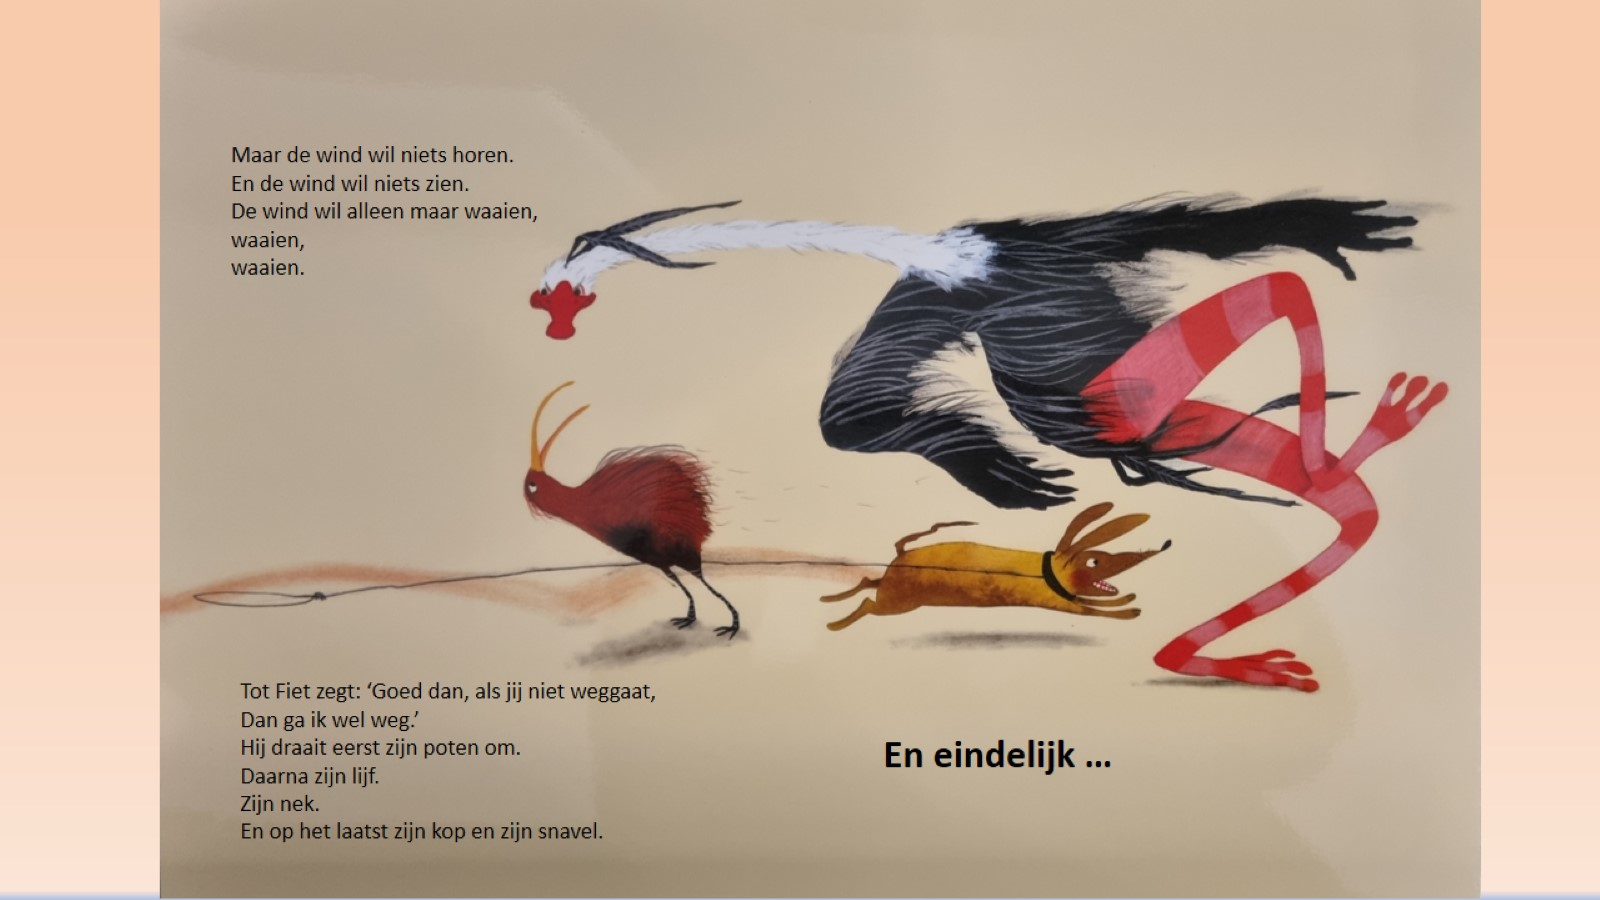 Maar de wind wil niets horen.
En de wind wil niets zien.
De wind wil alleen maar waaien,
waaien,
waaien.
Tot Fiet zegt: ‘Goed dan, als jij niet weggaat,
Dan ga ik wel weg.’
Hij draait eerst zijn poten om.
Daarna zijn lijf.
Zijn nek.
En op het laatst zijn kop en zijn snavel.
En eindelijk ...